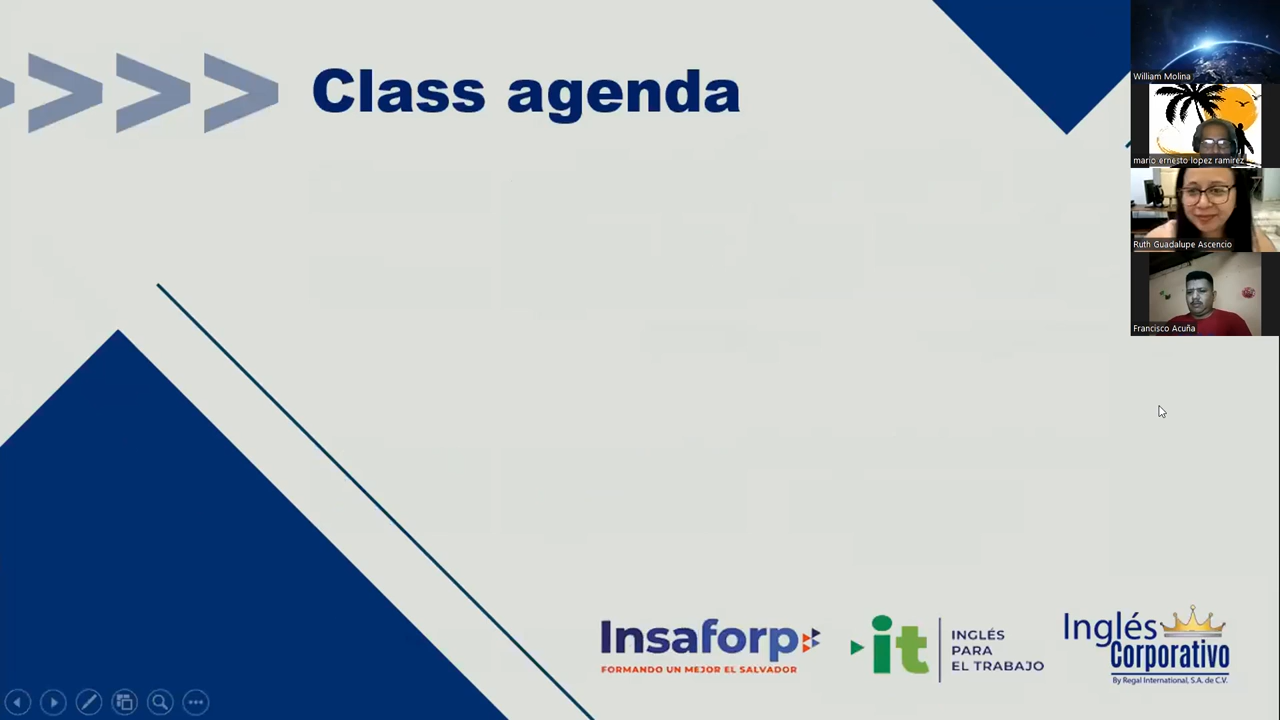 Class agenda
William Molina
mario ernesto lopez ramirez
Ruth Guadalupe Ascencio
Francisco Acuña
Insaforp
FORMANDO UN MEJOR EL SALVADOR
it
INGLÉS
PARA
EL TRABAJO
Inglés
Corporativo
By Regal International, S.A. de C.V.